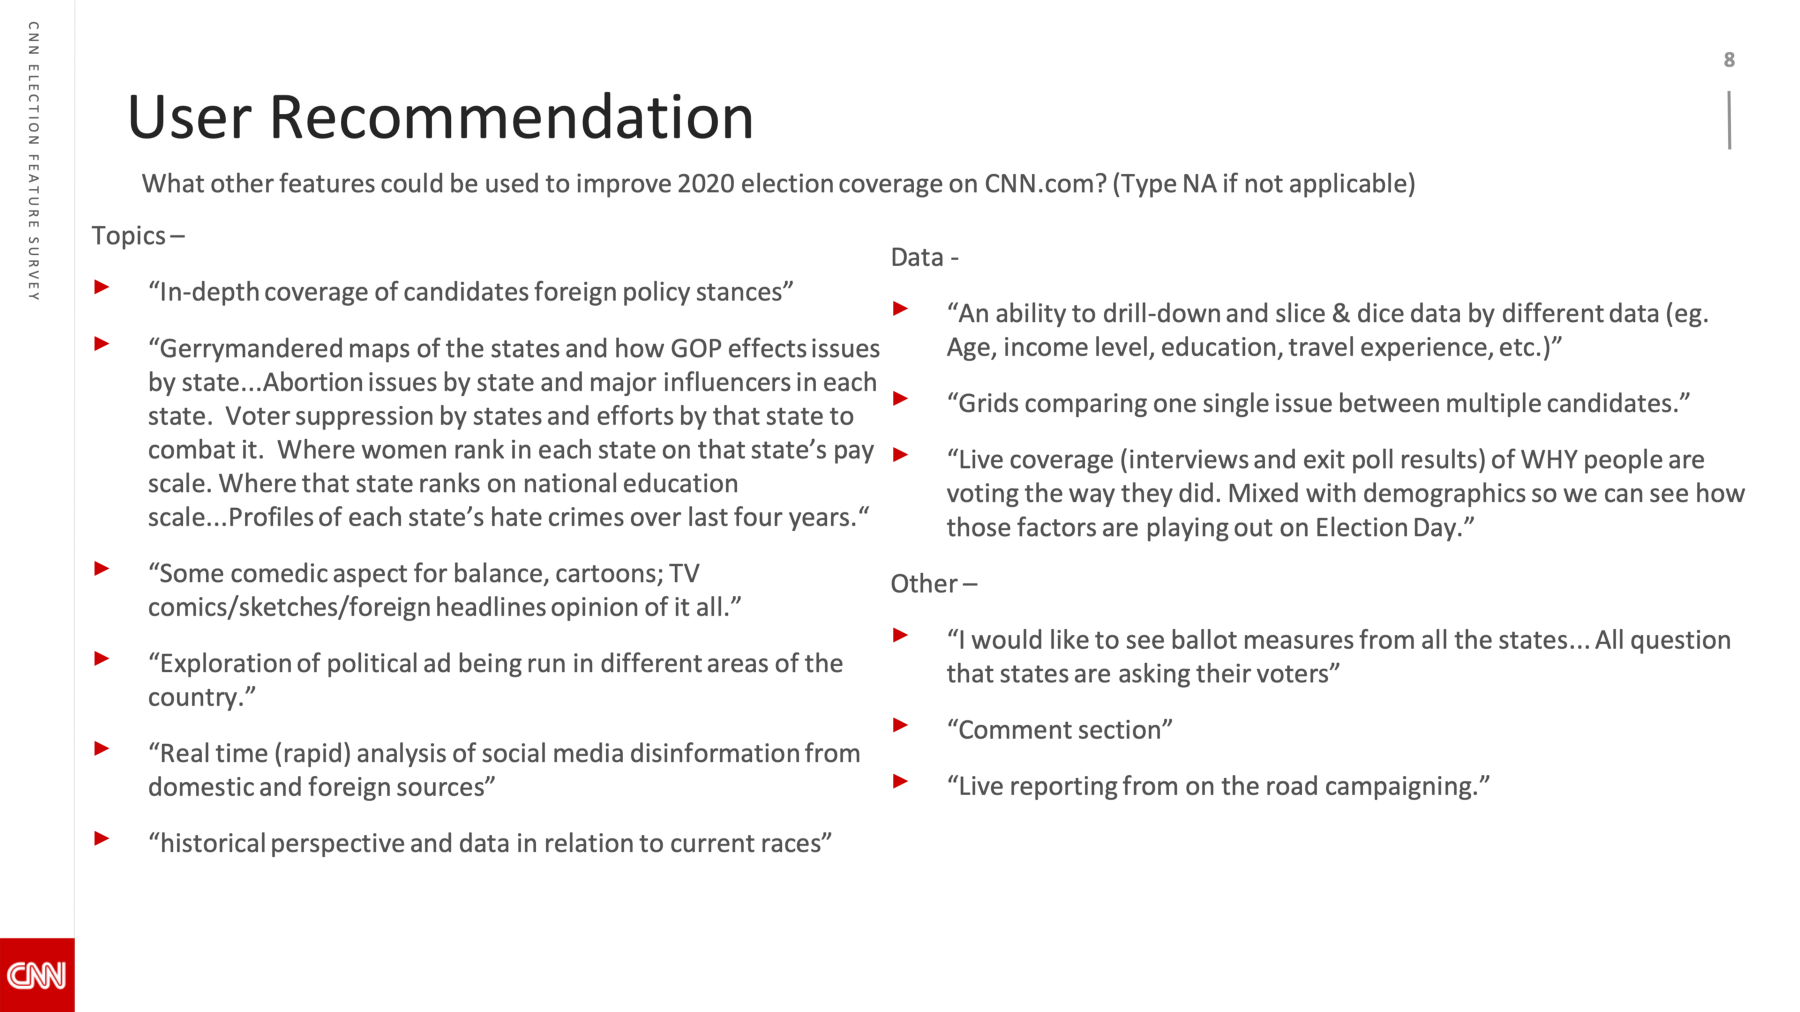 CNN ELECTION FEATURE SURVEY
8
User Recommendation
What other features could be used to improve 2020 election coverage on CNN.com? (Type NA if not applicable)
Topics –
“In-depth coverage of candidates foreign policy stances”
“Gerrymandered maps of the states and how GOP effects issues
by state...Abortion issues by state and major influencers in each
state.  Voter suppression by states and efforts by that state to
combat it.  Where women rank in each state on that state’s pay
scale. Where that state ranks on national education
scale...Profiles of each state’s hate crimes over last four years.“
“Some comedic aspect for balance, cartoons; TV
comics/sketches/foreign headlines opinion of it all.”
“Exploration of political ad being run in different areas of the
country.”
“Real time (rapid) analysis of social media disinformation from
domestic and foreign sources”
“historical perspective and data in relation to current races”
Data -
“An ability to drill-down and slice & dice data by different data (eg.
Age, income level, education, travel experience, etc.)”
“Grids comparing one single issue between multiple candidates.”
“Live coverage (interviews and exit poll results) of WHY people are
voting the way they did. Mixed with demographics so we can see how
those factors are playing out on Election Day.”
Other –
“I would like to see ballot measures from all the states... All question
that states are asking their voters”
“Comment section”
“Live reporting from on the road campaigning.”
CNN